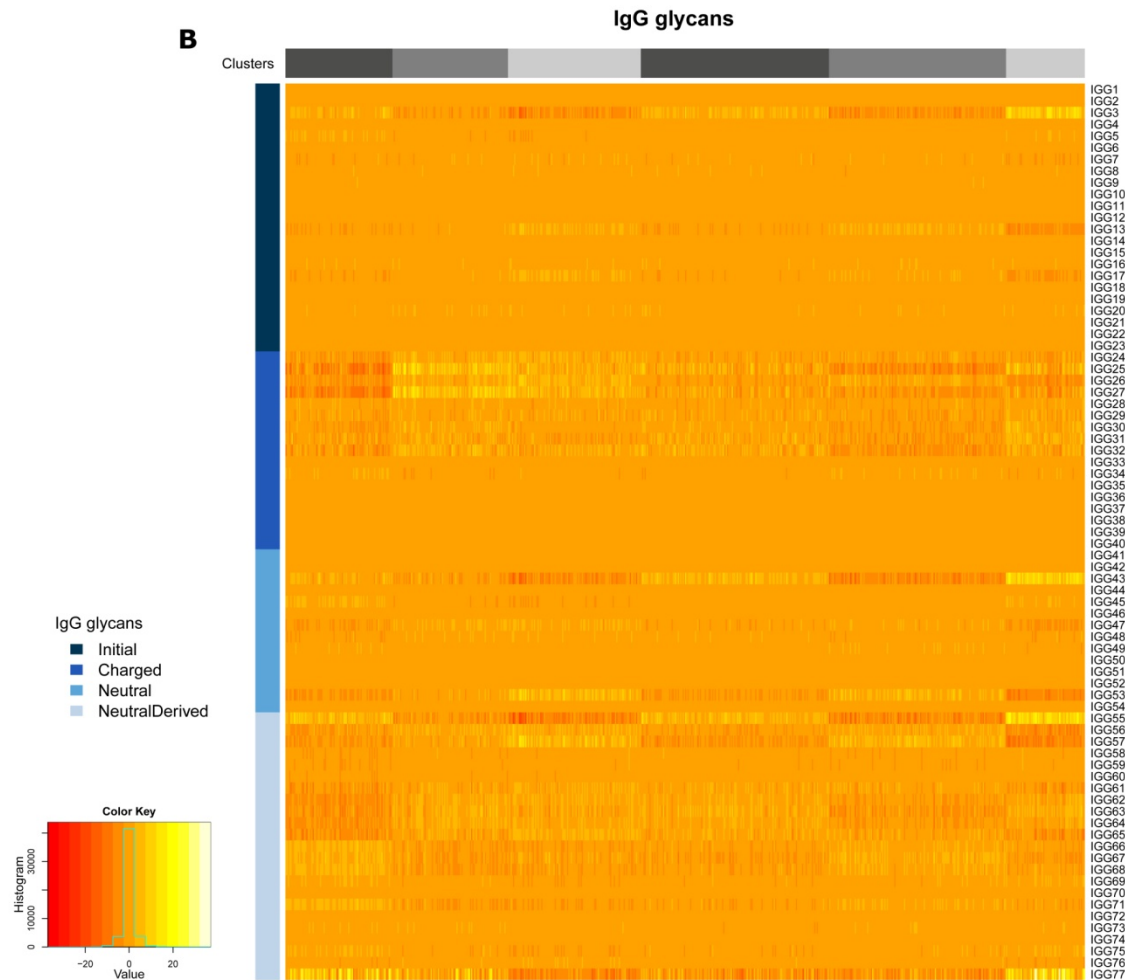 IgG glycans
B
Clusters
IGG1
IGG2
IGG3
IGG4
IGG5
IGG6
IGG7
IGG8
IGG9
IGG10
IGG11
IGG12
IGG13
IGG14
IGG15
IGG16
IGG17
IGG18
IGG19
IGG20
IGG21
IGG22
IGG23
IGG24
IGG25
IGG26
IGG27
IGG28
IGG29
IGG30
IGG31
IGG32
IGG33
IGG34
IGG35
IGG36
IGG37
IGG38
IGG39
IGG40
IGG41
IGG42
IGG43
IGG44
IGG45
IGG46
IGG47
IGG48
IGG49
IGG50
IGG51
IGG52
IGG53
IGG54
IGG55
IGG56
IGG57
IGG58
IGG59
IGG60
IGG61
IGG62
IGG63
IGG64
IGG65
IGG66
IGG67
IGG68
IGG69
IGG70
IGG71
IGG72
IGG73
IGG74
IGG75
IGG76
IGG77
IgG glycans
Initial
Charged
Neutral
NeutralDerived
Color Key
Histogram
0 10000 30000
−20 0 20
Value